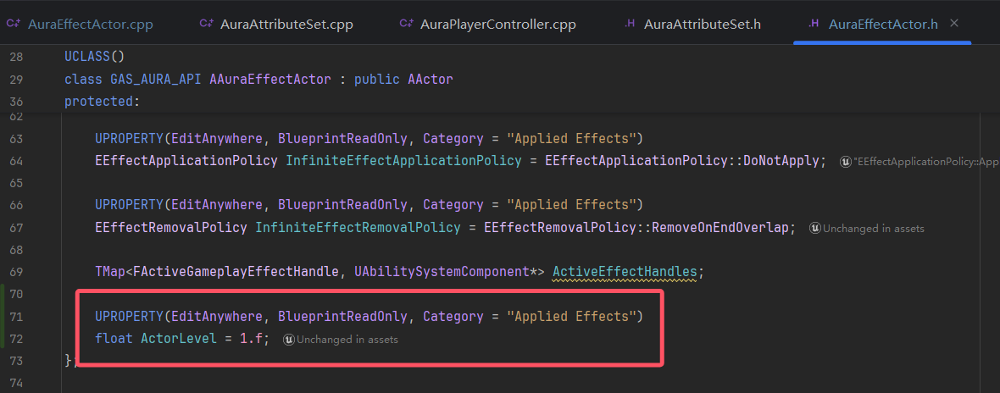 AuraEffectActor.cpp AuraAttributeSet.cpp AuraPlayerController.cpp .H AuraAttributeSet.h .H AuraEffectActor.h
28 UCLASS()
29 class GAS_AURA_API AAuraEffectActor : public AActor
36 protected:
62
63 UPROPERTY(EditAnywhere, BlueprintReadOnly, Category = "Applied Effects")
64 EEffectApplicationPolicy InfiniteEffectApplicationPolicy = EEffectApplicationPolicy::DoNotApply; "EEffectApplicationPolicy::App
65
66 UPROPERTY(EditAnywhere, BlueprintReadOnly, Category = "Applied Effects")
67 EEffectRemovalPolicy InfiniteEffectRemovalPolicy = EEffectRemovalPolicy::RemoveOnEndOverlap; Unchanged in assets
68
69 TMap<FActiveGameplayEffectHandle, UAbilitySystemComponent*> ActiveEffectHandles;
70
71 UPROPERTY(EditAnywhere, BlueprintReadOnly, Category = "Applied Effects")
72 float ActorLevel = 1.f; Unchanged in assets
73 };
74